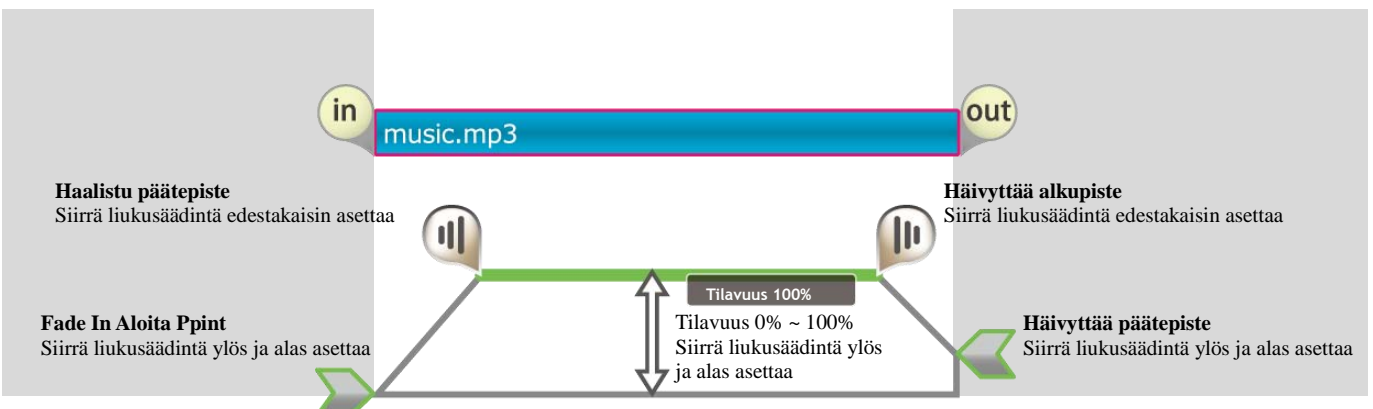 in
out
music.mp3
Haalistu päätepiste
Siirrä liukusäädintä edestakaisin asettaa
Häivyttää alkupiste
Siirrä liukusäädintä edestakaisin asettaa
Tilavuus 100%
Fade In Aloita Ppint
Siirrä liukusäädintä ylös ja alas asettaa
Tilavuus 0% ~ 100%
Siirrä liukusäädintä ylös
ja alas asettaa
Häivyttää päätepiste
Siirrä liukusäädintä ylös ja alas asettaa